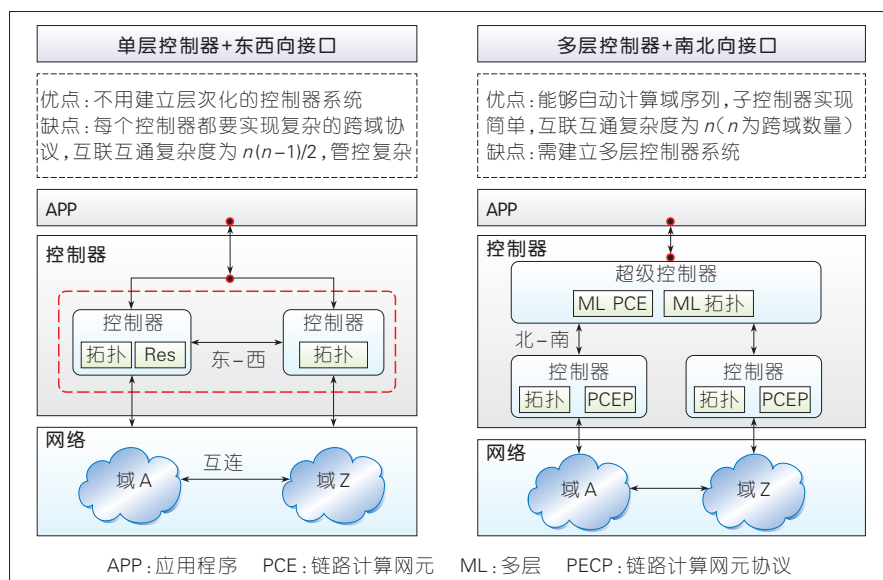 单层控制器+东西向接口
优点:不用建立层次化的控制器系统
缺点:每个控制器都要实现复杂的跨域协
议,互联互通复杂度为 n(n-1)/2,管控复杂
APP
控制器
控制器
拓扑
Res
东-西
控制器
拓扑
网络
域A
互连
域Z
多层控制器+南北向接口
优点:能够自动计算域序列,子控制器实现
简单,互联互通复杂度为 n(n为跨域数量)
缺点:需建立多层控制器系统
APP
控制器
超级控制器
ML PCE
ML 拓扑
北-南
控制器
拓扑
PCEP
控制器
拓扑
PCEP
网络
域A
域Z
APP:应用程序 PCE:链路计算网元 ML:多层 PECP:链路计算网元协议